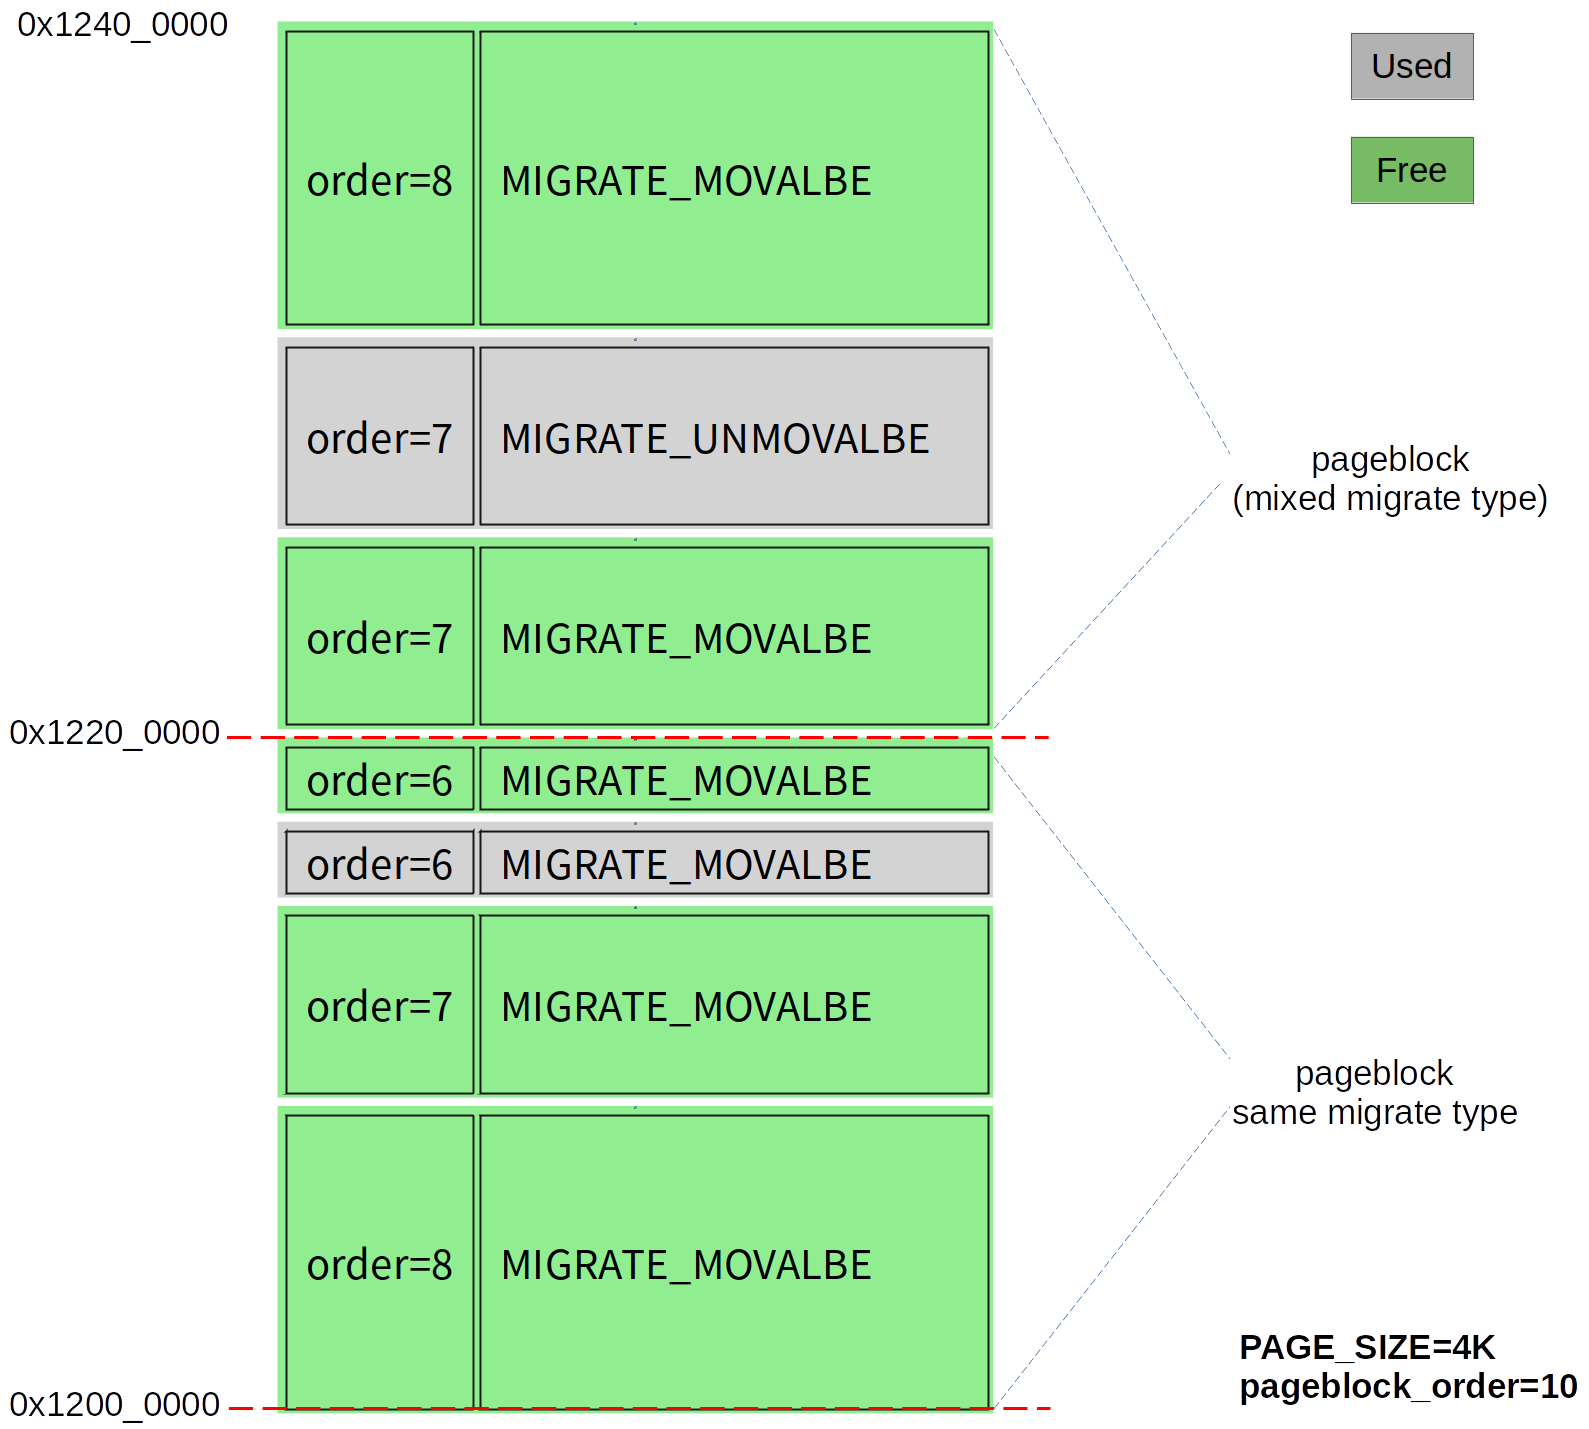 0x1240_0000
order=8 MIGRATE_MOVALBE
Used
Free
order=7 MIGRATE_UNMOVALBE
pageblock
(mixed migrate type)
order=7 MIGRATE_MOVALBE
0x1220_0000
order=6 MIGRATE_MOVALBE
order=6 MIGRATE_MOVALBE
order=7 MIGRATE_MOVALBE
pageblock
same migrate type
order=8 MIGRATE_MOVALBE
PAGE_SIZE=4K
pageblock_order=10
0x1200_0000